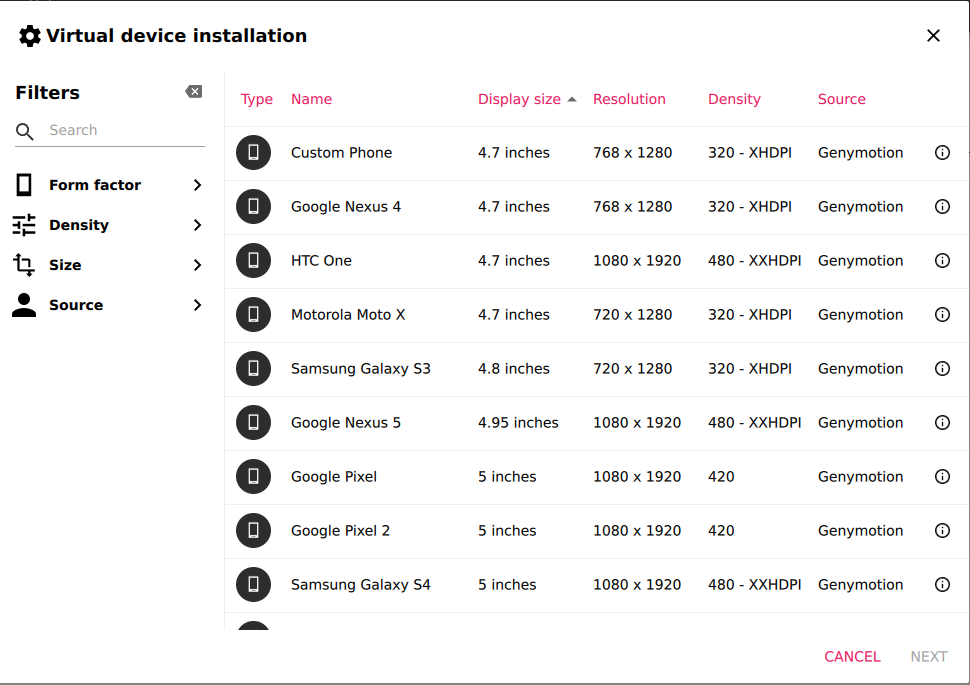 Virtual device installation
Filters
Search
Form factor
Density
Size
Source
Type Name Display size Resolution Density Source
Custom Phone 4.7 inches 768 x 1280 320 - XHDPI Genymotion
Google Nexus 4 4.7 inches 768 x 1280 320 - XHDPI Genymotion
HTC One 4.7 inches 1080 x 1920 480 - XXHDPI Genymotion
Motorola Moto X 4.7 inches 720 x 1280 320 - XHDPI Genymotion
Samsung Galaxy S3 4.8 inches 720 x 1280 320 - XHDPI Genymotion
Google Nexus 5 4.95 inches 1080 x 1920 480 - XXHDPI Genymotion
Google Pixel 5 inches 1080 x 1920 420 Genymotion
Google Pixel 2 5 inches 1080 x 1920 420 Genymotion
Samsung Galaxy S4 5 inches 1080 x 1920 480 - XXHDPI Genymotion
CANCEL NEXT